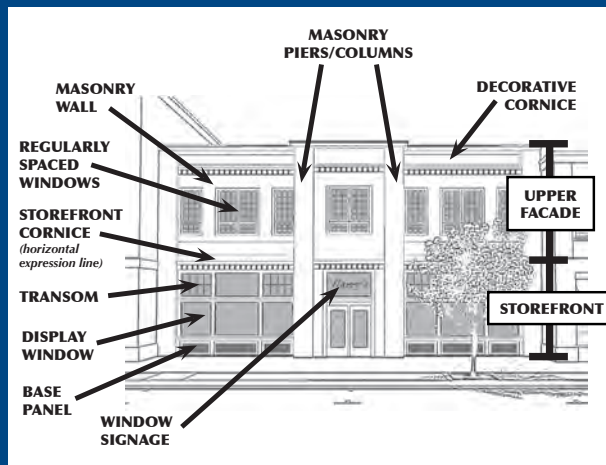 MASONRY
PIERS/COLUMNS
MASONRY
WALL
DECORATIVE
CORNICE
REGULARLY
SPACED
WINDOWS
UPPER
FACADE
STOREFRONT
CORNICE
(horizontal
expression line)
TRANSOM
STOREFRONT
DISPLAY
WINDOW
BASE
PANEL
WINDOW
SIGNAGE